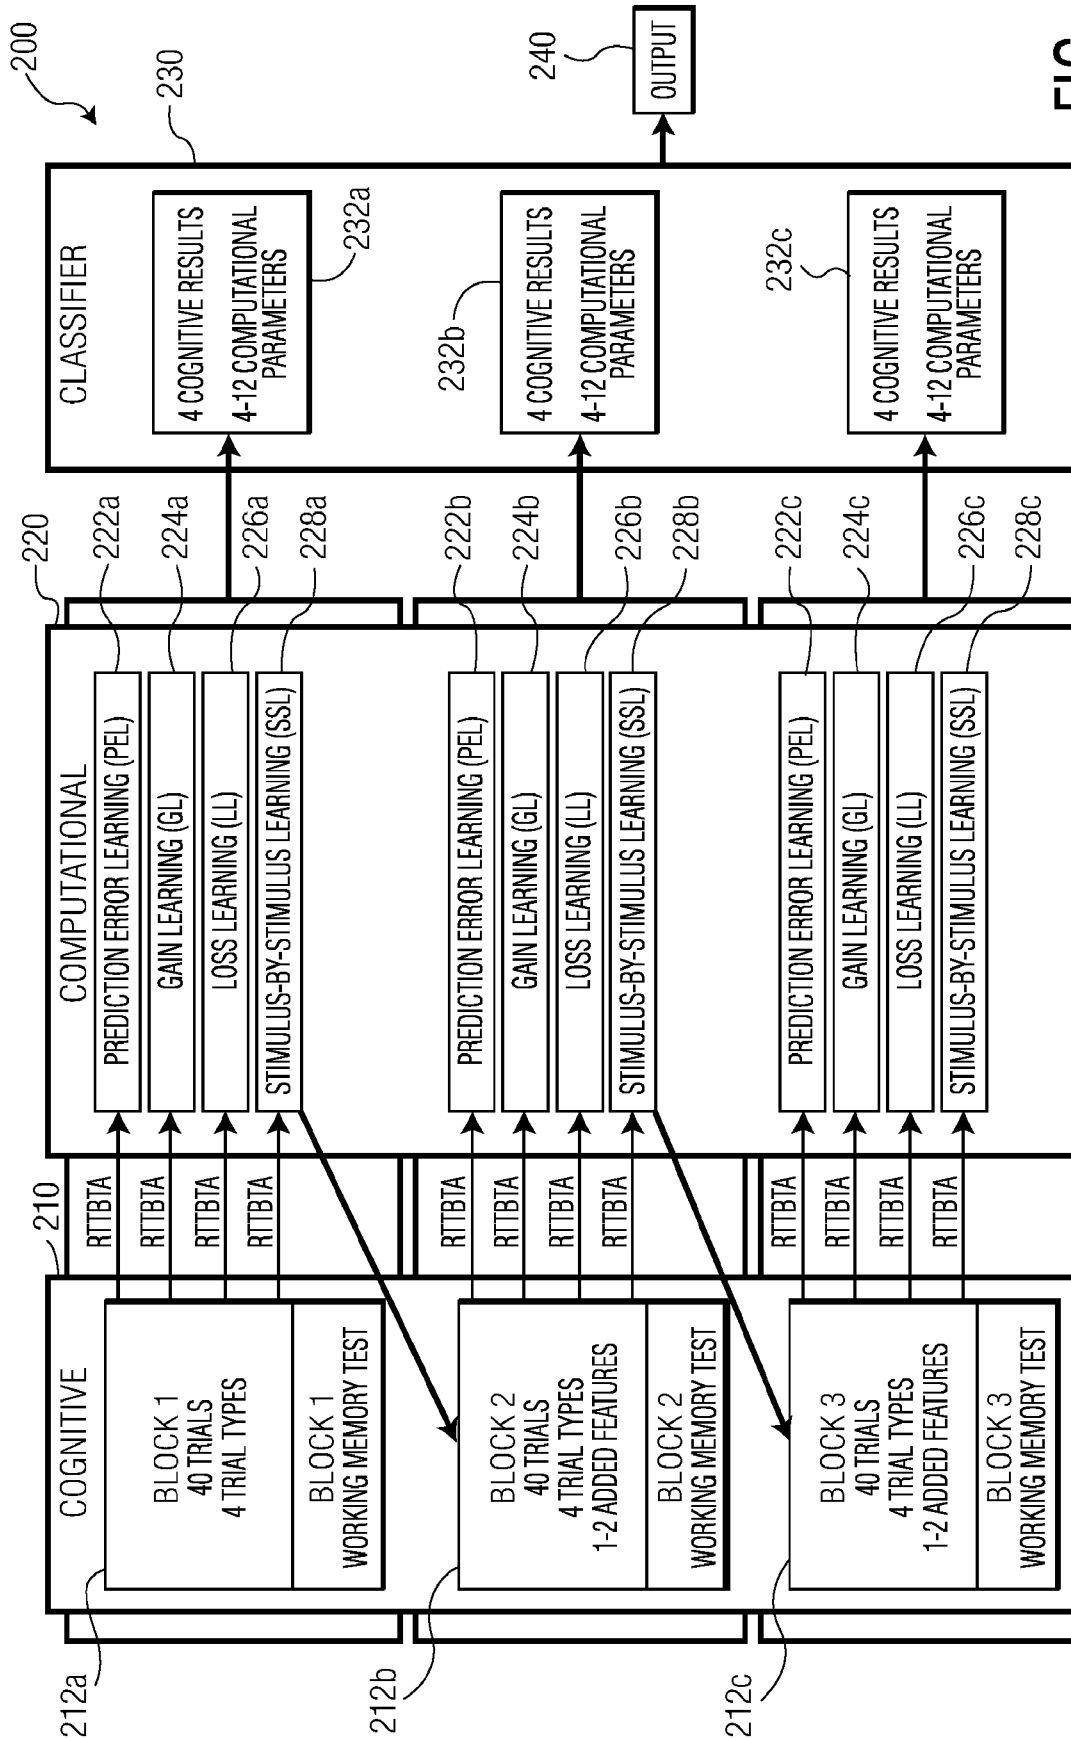 200
212a
210
220
230
COGNITIVE
COMPUTATIONAL
CLASSIFIER
BLOCK 1
40 TRIALS
4 TRIAL TYPES
BLOCK 1
WORKING MEMORY TEST
RTTBTA
RTTBTA
RTTBTA
RTTBTA
PREDICTION ERROR LEARNING (PEL)
GAIN LEARNING (GL)
LOSS LEARNING (LL)
STIMULUS-BY-STIMULUS LEARNING (SSL)
222a
224a
226a
228a
4 COGNITIVE RESULTS
4-12 COMPUTATIONAL
PARAMETERS
232a
212b
BLOCK 2
40 TRIALS
4 TRIAL TYPES
1-2 ADDED FEATURES
BLOCK 2
WORKING MEMORY TEST
RTTBTA
RTTBTA
RTTBTA
RTTBTA
PREDICTION ERROR LEARNING (PEL)
GAIN LEARNING (GL)
LOSS LEARNING (LL)
STIMULUS-BY-STIMULUS LEARNING (SSL)
222b
224b
226b
228b
232b
4 COGNITIVE RESULTS
4-12 COMPUTATIONAL
PARAMETERS
240
OUTPUT
212c
BLOCK 3
40 TRIALS
4 TRIAL TYPES
1-2 ADDED FEATURES
BLOCK 3
WORKING MEMORY TEST
RTTBTA
RTTBTA
RTTBTA
RTTBTA
PREDICTION ERROR LEARNING (PEL)
GAIN LEARNING (GL)
LOSS LEARNING (LL)
STIMULUS-BY-STIMULUS LEARNING (SSL)
222c
224c
226c
228c
232c
4 COGNITIVE RESULTS
4-12 COMPUTATIONAL
PARAMETERS